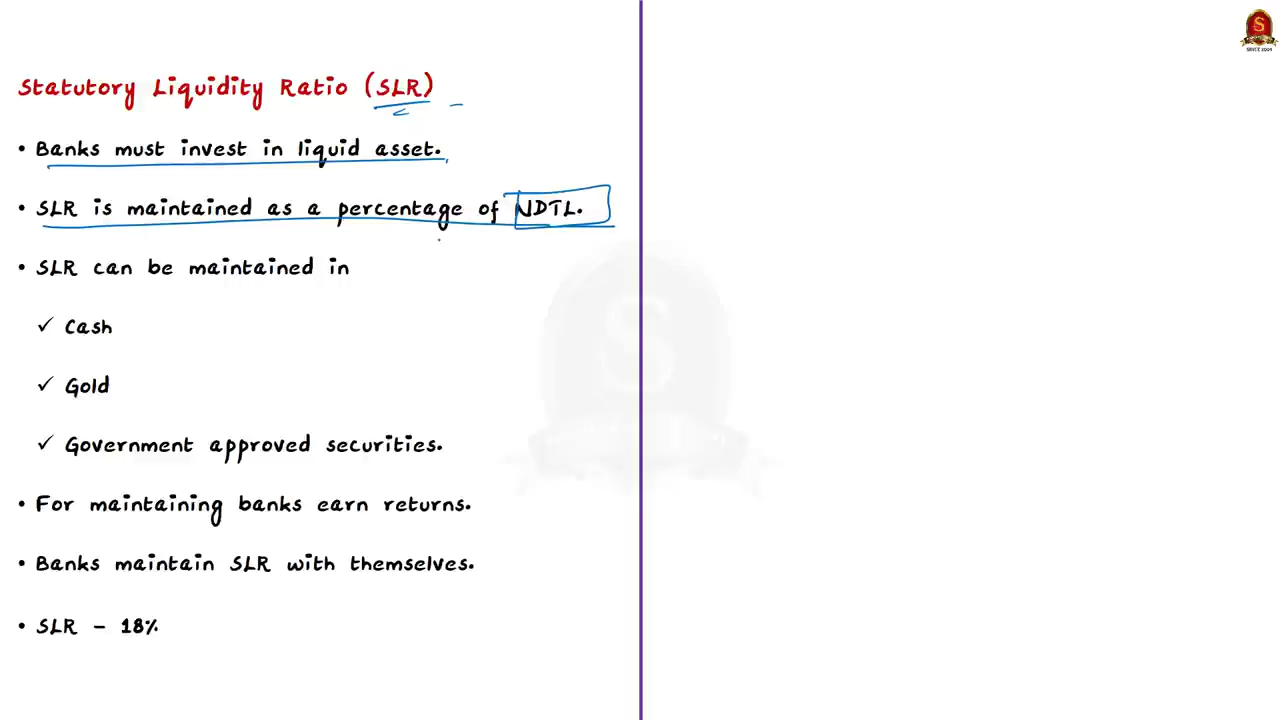 Statutory Liquidity Ratio (SLR)
• Banks must invest in liquid asset.
• SLR is maintained as a percentage of NDTL.
• SLR can be maintained in
✓ Cash
✓ Gold
✓ Government approved securities.
• For maintaining banks earn returns.
• Banks maintain SLR with themselves.
• SLR - 18%
S
SINCE 2004